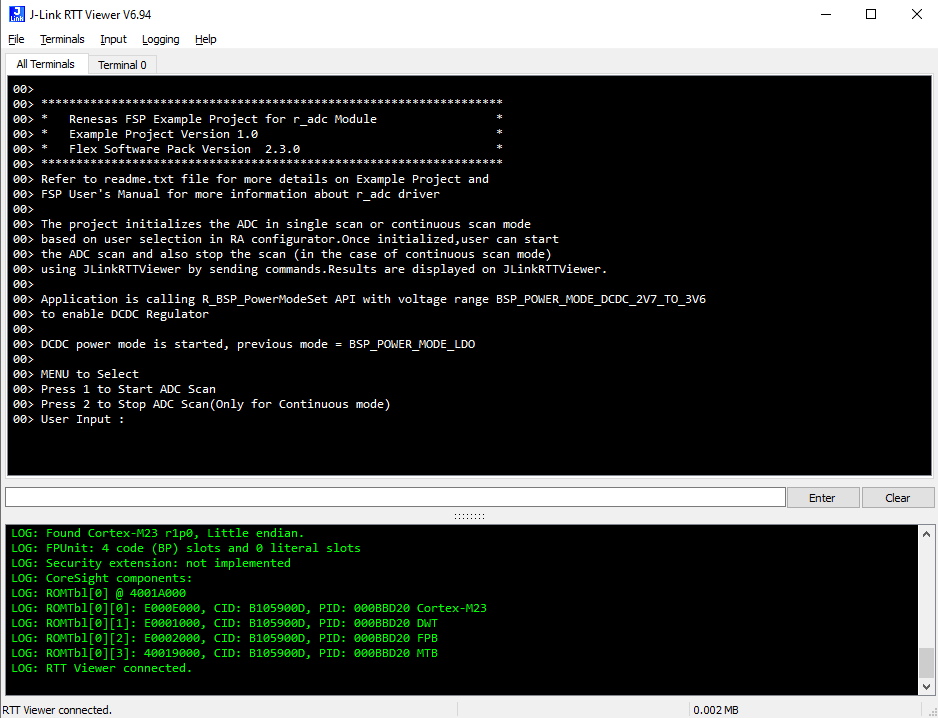 J-Link RTT Viewer V6.94
File Terminals Input Logging Help
All Terminals Terminal 0
00>
00> ******************************************************************
00> *   Renesas FSP Example Project for r_adc Module                 *
00> *   Example Project Version 1.0                                  *
00> *   Flex Software Pack Version  2.3.0                            *
00> ******************************************************************
00> Refer to readme.txt file for more details on Example Project and
00> FSP User's Manual for more information about r_adc driver
00>
00> The project initializes the ADC in single scan or continuous scan mode
00> based on user selection in RA configurator.Once initialized,user can start
00> the ADC scan and also stop the scan (in the case of continuous scan mode)
00> using JLinkRTTViewer by sending commands.Results are displayed on JLinkRTTViewer.
00>
00> Application is calling R_BSP_PowerModeSet API with voltage range BSP_POWER_MODE_DCDC_2V7_TO_3V6
00> to enable DCDC Regulator
00>
00> DCDC power mode is started, previous mode = BSP_POWER_MODE_LDO
00>
00> MENU to Select
00> Press 1 to Start ADC Scan
00> Press 2 to Stop ADC Scan(Only for Continuous mode)
00> User Input :
Enter Clear
LOG: Found Cortex-M23 r1p0, Little endian.
LOG: FPUnit: 4 code (BP) slots and 0 literal slots
LOG: Security extension: not implemented
LOG: CoreSight components:
LOG: ROMTbl[0] @ 4001A000
LOG: ROMTbl[0][0]: E000E000, CID: B105900D, PID: 000BBD20 Cortex-M23
LOG: ROMTbl[0][1]: E0001000, CID: B105900D, PID: 000BBD20 DWT
LOG: ROMTbl[0][2]: E0002000, CID: B105900D, PID: 000BBD20 FPB
LOG: ROMTbl[0][3]: 40019000, CID: B105900D, PID: 000BBD20 MTB
LOG: RTT Viewer connected.
RTT Viewer connected. 0.002 MB